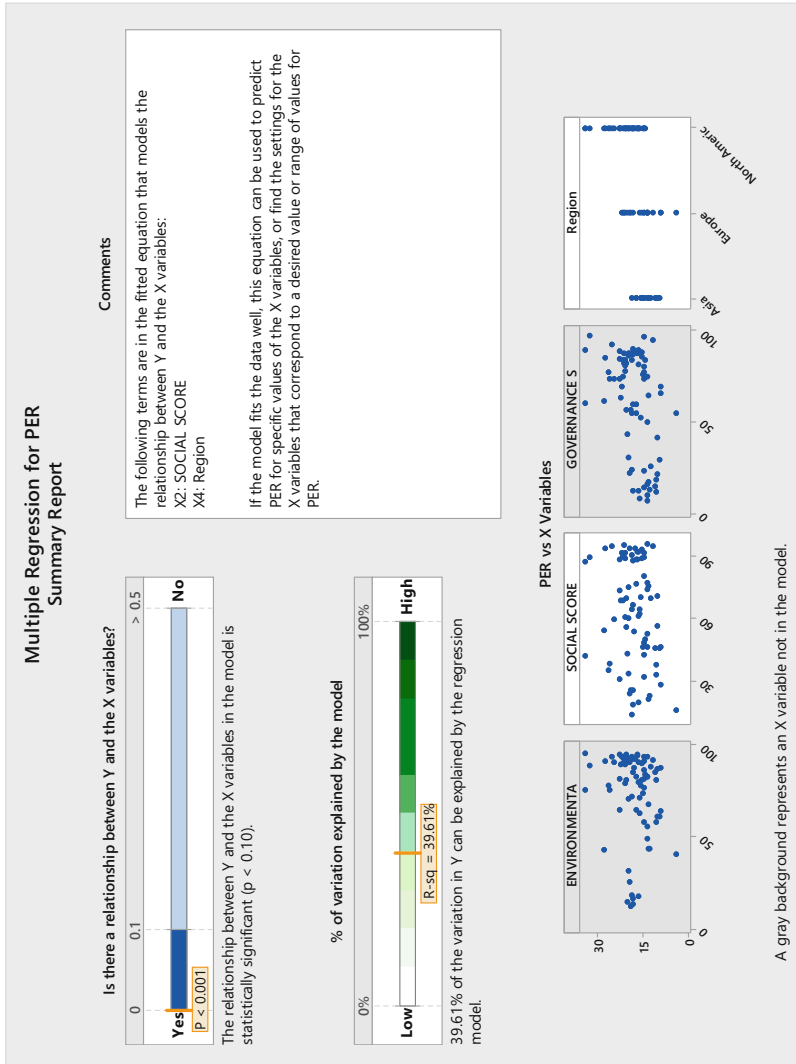 Multiple Regression for PER
Summary Report
Is there a relationship between Y and the X variables?
0 0.1 > 0.5
Yes No
P < 0.001
The relationship between Y and the X variables in the model is
statistically significant (p < 0.10).
% of variation explained by the model
0% 100%
Low High
R-sq = 39.61%
39.61% of the variation in Y can be explained by the regression
model.
Comments
The following terms are in the fitted equation that models the
relationship between Y and the X variables:
X2: SOCIAL SCORE
X4: Region
If the model fits the data well, this equation can be used to predict
PER for specific values of the X variables, or find the settings for the
X variables that correspond to a desired value or range of values for
PER.
PER vs X Variables
ENVIRONMENTA SOCIAL SCORE GOVERNANCE S Region
30
15
0
0 50 100 30 60 90 0 50 100 Asia Europe North Americ
A gray background represents an X variable not in the model.